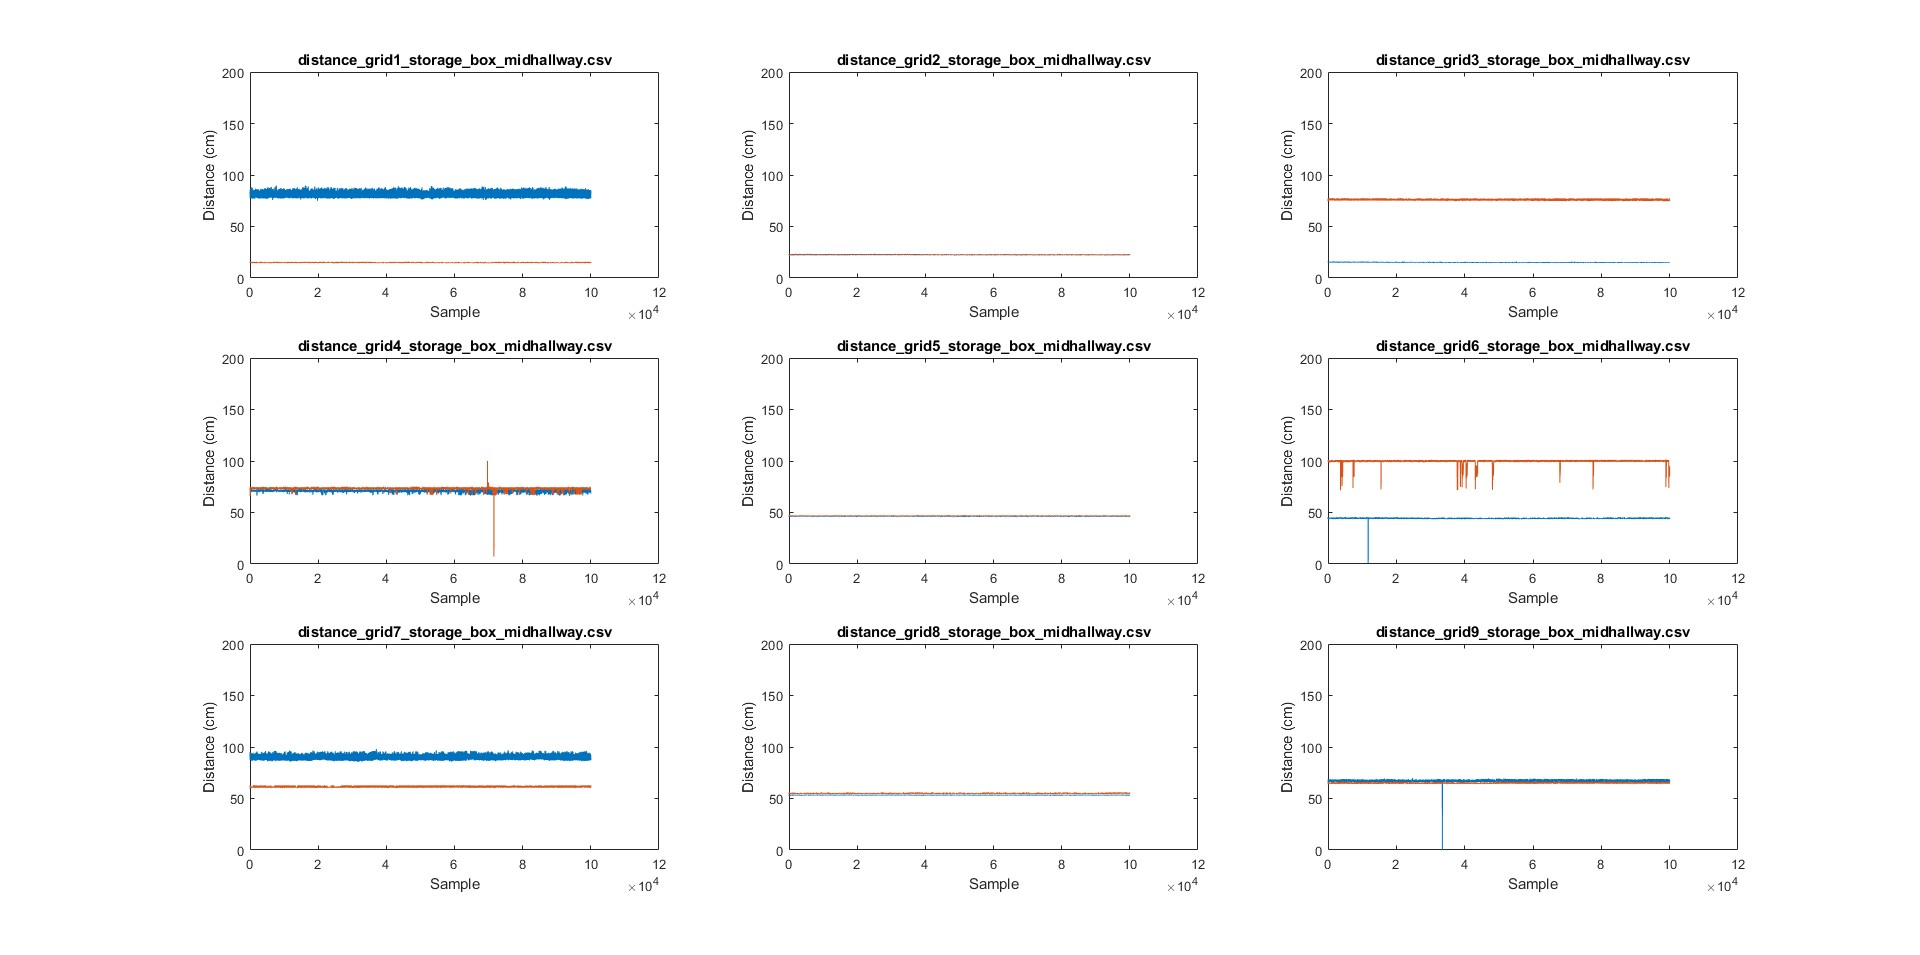 distance_grid1_storage_box_midhallway.csv
distance_grid2_storage_box_midhallway.csv
distance_grid3_storage_box_midhallway.csv
200
150
100
50
0
Distance (cm)
0 2 4 6 8 10 12
Sample
×10^4
200
150
100
50
0
Distance (cm)
0 2 4 6 8 10 12
Sample
×10^4
200
150
100
50
0
Distance (cm)
0 2 4 6 8 10 12
Sample
×10^4
distance_grid4_storage_box_midhallway.csv
distance_grid5_storage_box_midhallway.csv
distance_grid6_storage_box_midhallway.csv
200
150
100
50
0
Distance (cm)
0 2 4 6 8 10 12
Sample
×10^4
200
150
100
50
0
Distance (cm)
0 2 4 6 8 10 12
Sample
×10^4
200
150
100
50
0
Distance (cm)
0 2 4 6 8 10 12
Sample
×10^4
distance_grid7_storage_box_midhallway.csv
distance_grid8_storage_box_midhallway.csv
distance_grid9_storage_box_midhallway.csv
200
150
100
50
0
Distance (cm)
0 2 4 6 8 10 12
Sample
×10^4
200
150
100
50
0
Distance (cm)
0 2 4 6 8 10 12
Sample
×10^4
200
150
100
50
0
Distance (cm)
0 2 4 6 8 10 12
Sample
×10^4